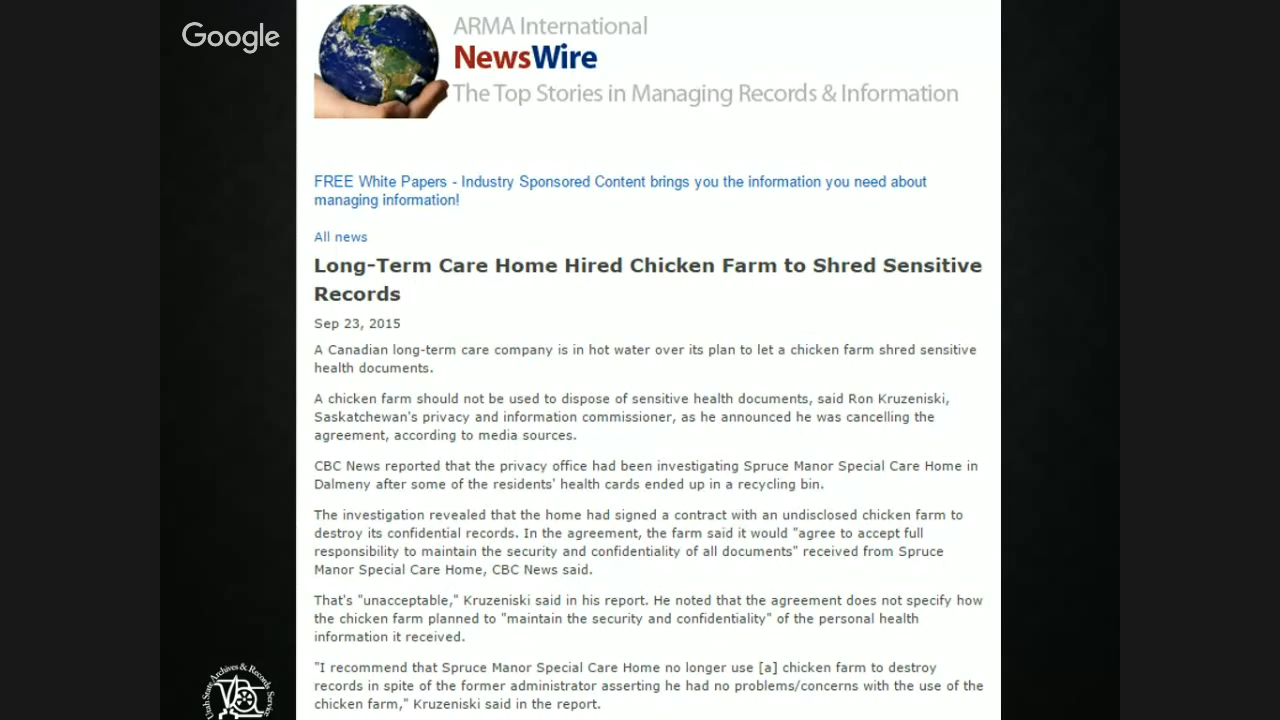 Google
ARMA International
NewsWire
The Top Stories in Managing Records & Information
FREE White Papers - Industry Sponsored Content brings you the information you need about
managing information!
All news
Long-Term Care Home Hired Chicken Farm to Shred Sensitive
Records
Sep 23, 2015
A Canadian long-term care company is in hot water over its plan to let a chicken farm shred sensitive
health documents.
A chicken farm should not be used to dispose of sensitive health documents, said Ron Kruzeniski,
Saskatchewan's privacy and information commissioner, as he announced he was cancelling the
agreement, according to media sources.
CBC News reported that the privacy office had been investigating Spruce Manor Special Care Home in
Dalmeny after some of the residents' health cards ended up in a recycling bin.
The investigation revealed that the home had signed a contract with an undisclosed chicken farm to
destroy its confidential records. In the agreement, the farm said it would "agree to accept full
responsibility to maintain the security and confidentiality of all documents" received from Spruce
Manor Special Care Home, CBC News said.
That's "unacceptable," Kruzeniski said in his report. He noted that the agreement does not specify how
the chicken farm planned to "maintain the security and confidentiality" of the personal health
information it received.
"I recommend that Spruce Manor Special Care Home no longer use [a] chicken farm to destroy
records in spite of the former administrator asserting he had no problems/concerns with the use of the
chicken farm," Kruzeniski said in the report.
Utah State Archives & Records Service